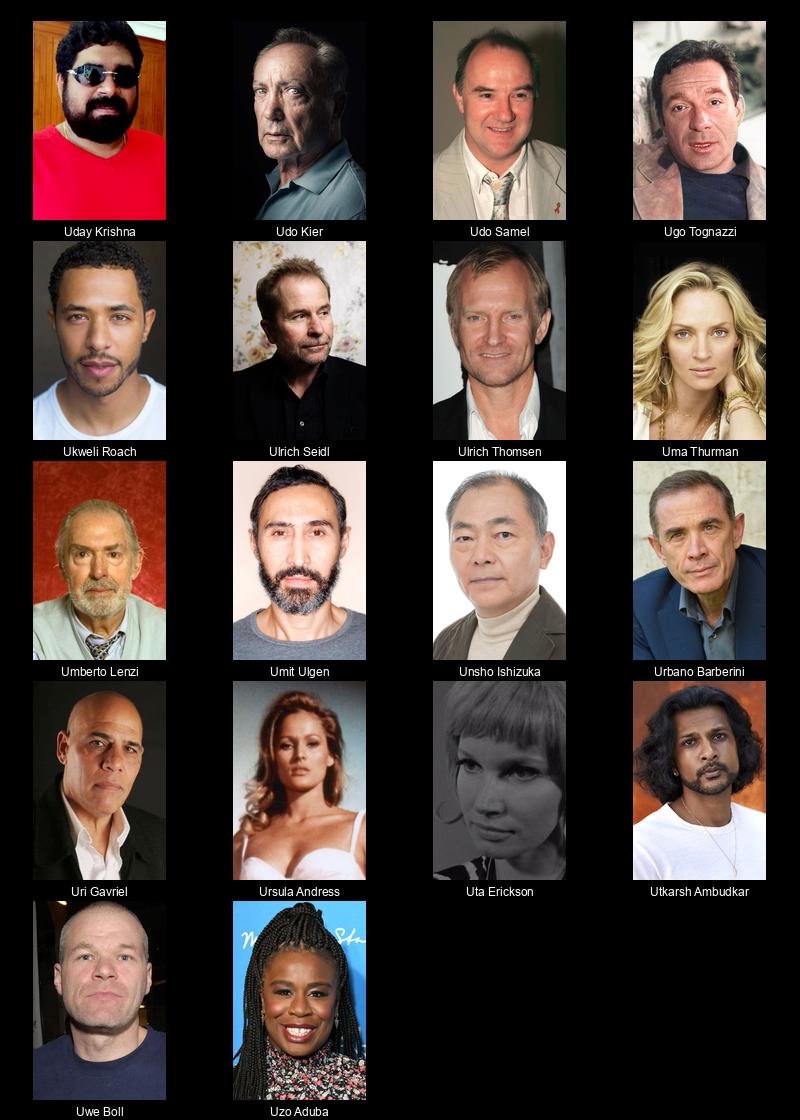 Uday Krishna
Udo Kier
Udo Samel
Ugo Tognazzi
Ukweli Roach
Ulrich Seidl
Ulrich Thomsen
Uma Thurman
Umberto Lenzi
Umit Ulgen
Unsho Ishizuka
Urbano Barberini
Uri Gavriel
Ursula Andress
Uta Erickson
Utkarsh Ambudkar
Uwe Boll
Uzo Aduba